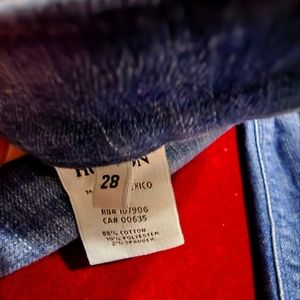 28
RN# 107906
CA# 00635
88% COTTON
10% POLYESTER
2% SPANDEX